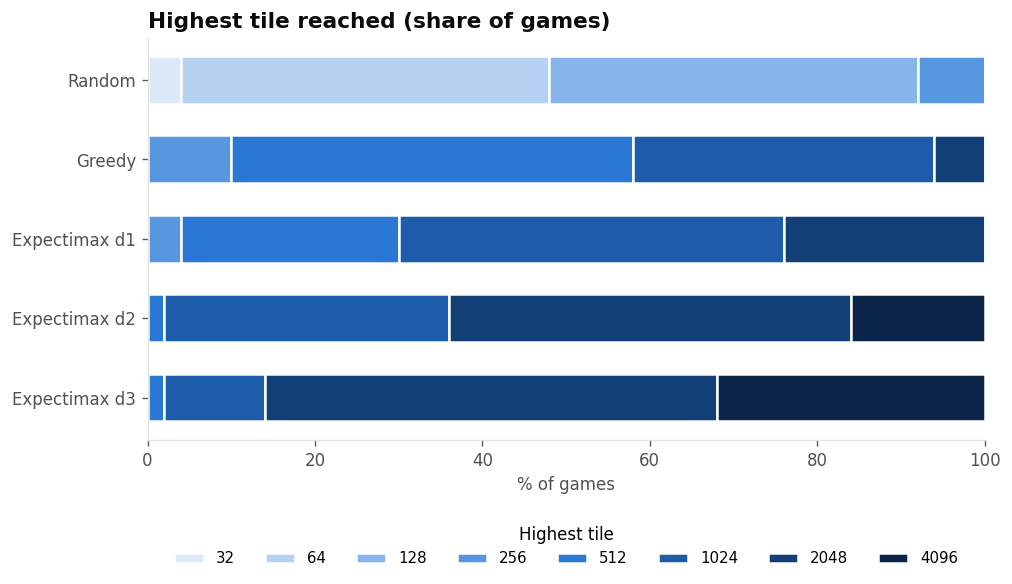 Highest tile reached (share of games)
Random
Greedy
Expectimax d1
Expectimax d2
Expectimax d3
0 20 40 60 80 100
% of games
Highest tile
32 64 128 256 512 1024 2048 4096